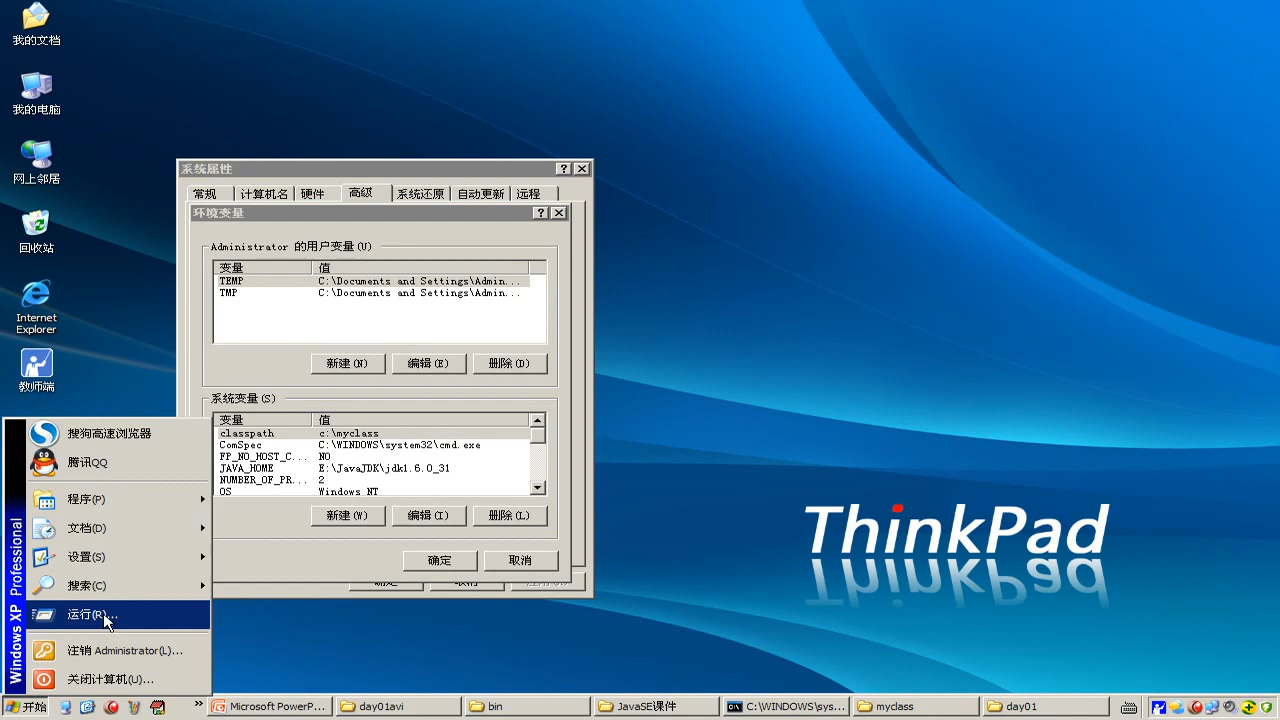 我的文档
我的电脑
网上邻居
回收站
Internet
Explorer
教师端
系统属性
常规
计算机名
硬件
高级
系统还原
自动更新
远程
环境变量
Administrator 的用户变量(U)
变量 值
TEMP C:\Documents and Settings\Admin...
TMP C:\Documents and Settings\Admin...
新建(N) 编辑(E) 删除(D)
系统变量(S)
变量 值
classpath c:\myclass
ComSpec C:\WINDOWS\system32\cmd.exe
FP_NO_HOST_C... NO
JAVA_HOME E:\JavaJDK\jdk1.6.0_31
NUMBER_OF_PR... 2
OS Windows NT
新建(W) 编辑(I) 删除(L)
确定 取消
搜狗高速浏览器
腾讯QQ
程序(P)
文档(D)
设置(S)
搜索(C)
运行(R)...
注销 Administrator(L)...
关闭计算机(U)...
Windows XP Professional
ThinkPad
开始
Microsoft PowerP...
day01avi
bin
JavaSE课件
C:\WINDOWS\sys...
myclass
day01